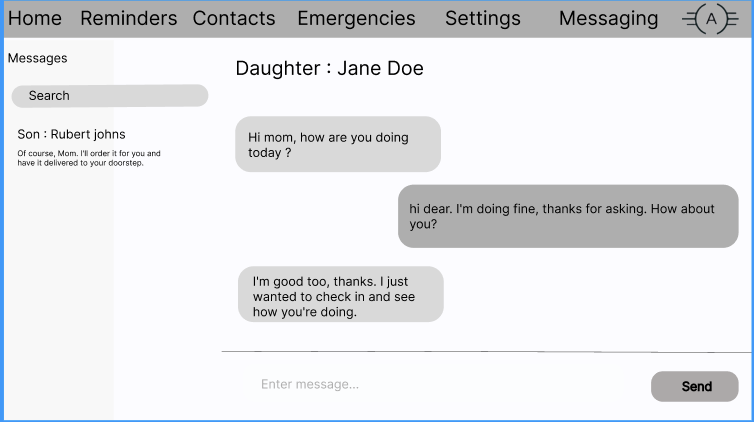 Home Reminders Contacts Emergencies Settings Messaging A
Messages
Search
Son : Rubert johns
Of course, Mom. I'll order it for you and
have it delivered to your doorstep.
Daughter : Jane Doe
Hi mom, how are you doing
today ?
hi dear. I'm doing fine, thanks for asking. How about
you?
I'm good too, thanks. I just
wanted to check in and see
how you're doing.
Enter message...
Send